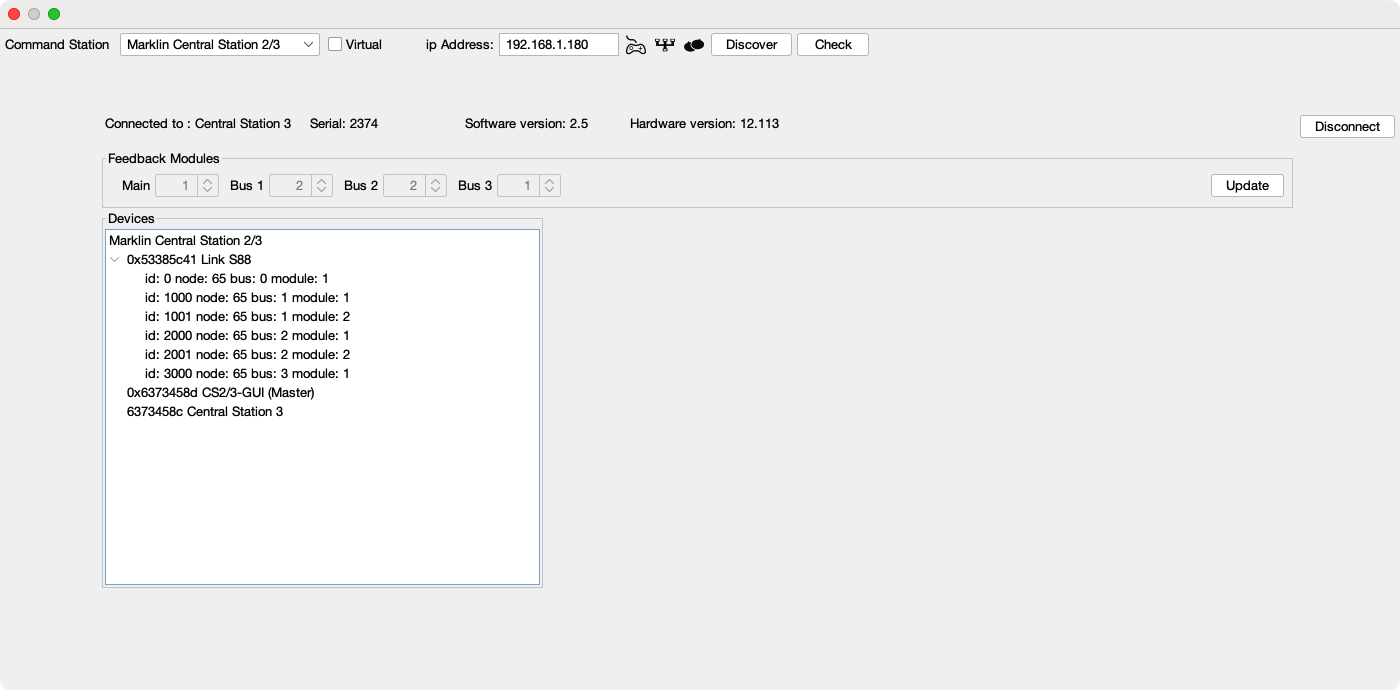 Command Station Marklin Central Station 2/3 Virtual ip Address: 192.168.1.180 Discover Check
Connected to : Central Station 3 Serial: 2374 Software version: 2.5 Hardware version: 12.113
Disconnect
Feedback Modules
Main 1 Bus 1 2 Bus 2 2 Bus 3 1 Update
Devices
Marklin Central Station 2/3
0x53385c41 Link S88
id: 0 node: 65 bus: 0 module: 1
id: 1000 node: 65 bus: 1 module: 1
id: 1001 node: 65 bus: 1 module: 2
id: 2000 node: 65 bus: 2 module: 1
id: 2001 node: 65 bus: 2 module: 2
id: 3000 node: 65 bus: 3 module: 1
0x6373458d CS2/3-GUI (Master)
6373458c Central Station 3